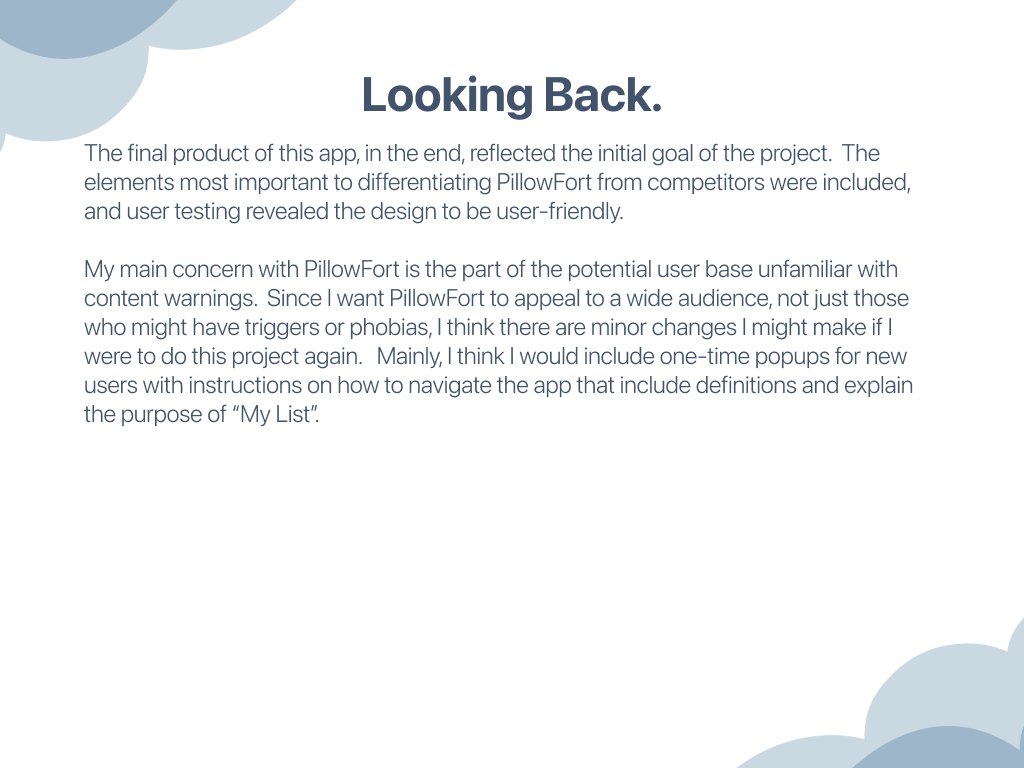 Looking Back.
The final product of this app, in the end, reflected the initial goal of the project.  The
elements most important to differentiating PillowFort from competitors were included,
and user testing revealed the design to be user-friendly.
My main concern with PillowFort is the part of the potential user base unfamiliar with
content warnings.  Since I want PillowFort to appeal to a wide audience, not just those
who might have triggers or phobias, I think there are minor changes I might make if I
were to do this project again.   Mainly, I think I would include one-time popups for new
users with instructions on how to navigate the app that include definitions and explain
the purpose of “My List”.